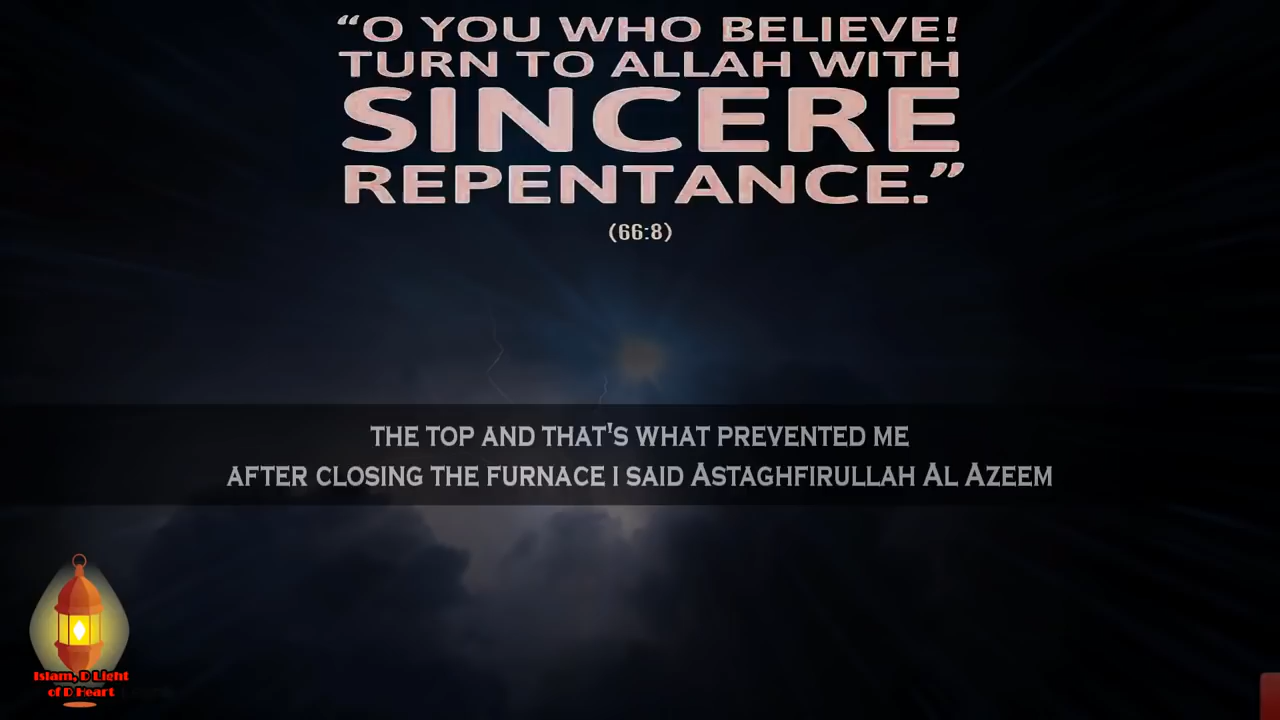 “O YOU WHO BELIEVE!
TURN TO ALLAH WITH
SINCERE
REPENTANCE.”
(66:8)
THE TOP AND THAT'S WHAT PREVENTED ME
AFTER CLOSING THE FURNACE I SAID ASTAGHFIRULLAH AL AZEEM
Islam, D Light
of D Heart